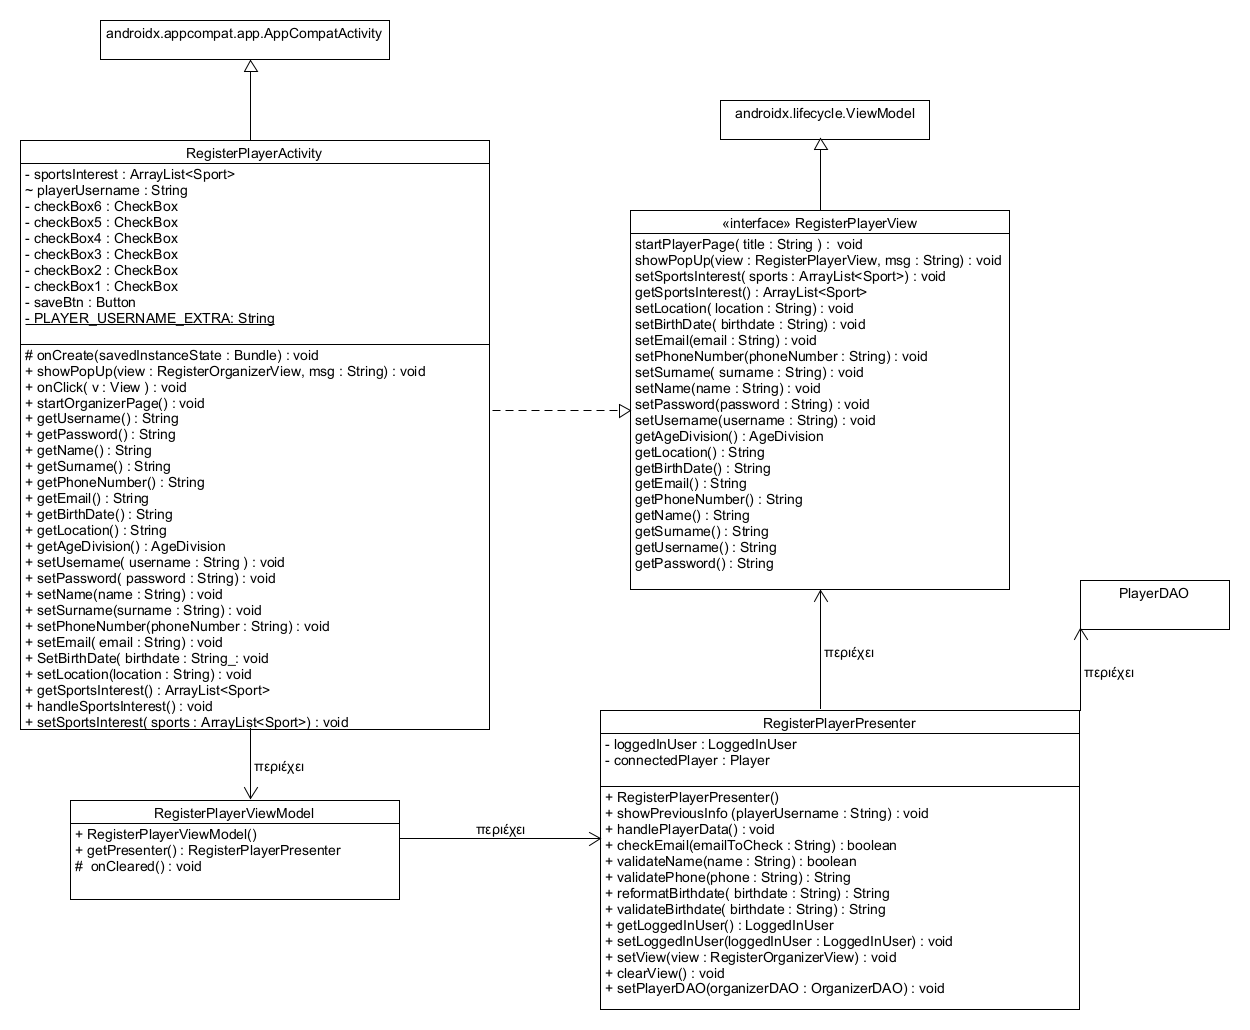 androidx.appcompat.app.AppCompatActivity
androidx.lifecycle.ViewModel
RegisterPlayerActivity
- sportsInterest : ArrayList<Sport>
~ playerUsername : String
- checkBox6 : CheckBox
- checkBox5 : CheckBox
- checkBox4 : CheckBox
- checkBox3 : CheckBox
- checkBox2 : CheckBox
- checkBox1 : CheckBox
- saveBtn : Button
- PLAYER_USERNAME_EXTRA: String
# onCreate(savedInstanceState : Bundle) : void
+ showPopUp(view : RegisterOrganizerView, msg : String) : void
+ onClick( v : View ) : void
+ startOrganizerPage() : void
+ getUsername() : String
+ getPassword() : String
+ getName() : String
+ getSurname() : String
+ getPhoneNumber() : String
+ getEmail() : String
+ getBirthDate() : String
+ getLocation() : String
+ getAgeDivision() : AgeDivision
+ setUsername( username : String ) : void
+ setPassword( password : String) : void
+ setName(name : String) : void
+ setSurname(surname : String) : void
+ setPhoneNumber(phoneNumber : String) : void
+ setEmail( email : String) : void
+ SetBirthDate( birthdate : String_: void
+ setLocation(location : String) : void
+ getSportsInterest() : ArrayList<Sport>
+ handleSportsInterest() : void
+ setSportsInterest( sports : ArrayList<Sport>) : void
«interface» RegisterPlayerView
startPlayerPage( title : String ) :  void
showPopUp(view : RegisterPlayerView, msg : String) : void
setSportsInterest( sports : ArrayList<Sport>) : void
getSportsInterest() : ArrayList<Sport>
setLocation( location : String) : void
setBirthDate( birthdate : String) : void
setEmail(email : String) : void
setPhoneNumber(phoneNumber : String) : void
setSurname( surname : String) : void
setName(name : String) : void
setPassword(password : String) : void
setUsername(username : String) : void
getAgeDivision() : AgeDivision
getLocation() : String
getBirthDate() : String
getEmail() : String
getPhoneNumber() : String
getName() : String
getSurname() : String
getUsername() : String
getPassword() : String
PlayerDAO
περιέχει
περιέχει
περιέχει
περιέχει
RegisterPlayerViewModel
+ RegisterPlayerViewModel()
+ getPresenter() : RegisterPlayerPresenter
#  onCleared() : void
RegisterPlayerPresenter
- loggedInUser : LoggedInUser
- connectedPlayer : Player
+ RegisterPlayerPresenter()
+ showPreviousInfo (playerUsername : String) : void
+ handlePlayerData() : void
+ checkEmail(emailToCheck : String) : boolean
+ validateName(name : String) : boolean
+ validatePhone(phone : String) : String
+ reformatBirthdate( birthdate : String) : String
+ validateBirthdate( birthdate : String) : String
+ getLoggedInUser() : LoggedInUser
+ setLoggedInUser(loggedInUser : LoggedInUser) : void
+ setView(view : RegisterOrganizerView) : void
+ clearView() : void
+ setPlayerDAO(organizerDAO : OrganizerDAO) : void